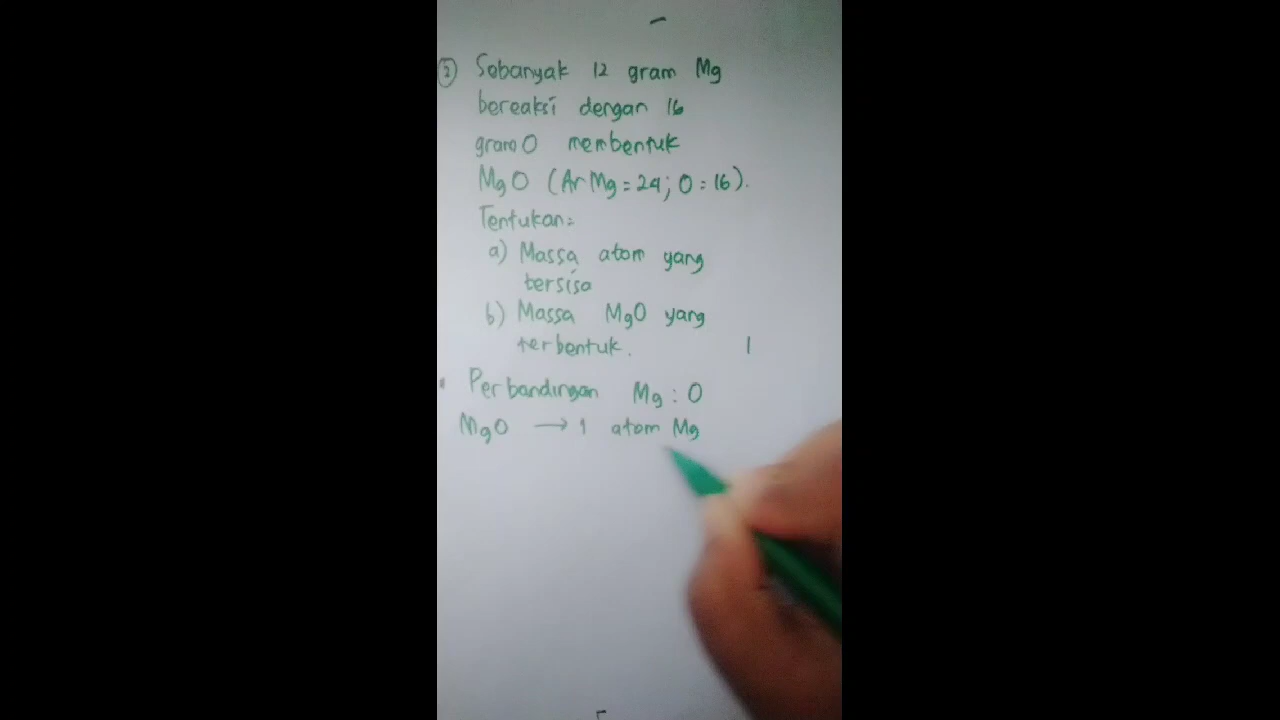 ② Sebanyak 12 gram Mg
bereaksi dengan 16
gram O membentuk
MgO (Ar Mg = 24; O = 16).
Tentukan:
a) Massa atom yang
tersisa
b) Massa MgO yang
terbentuk.
Perbandingan Mg : O
MgO → 1 atom Mg